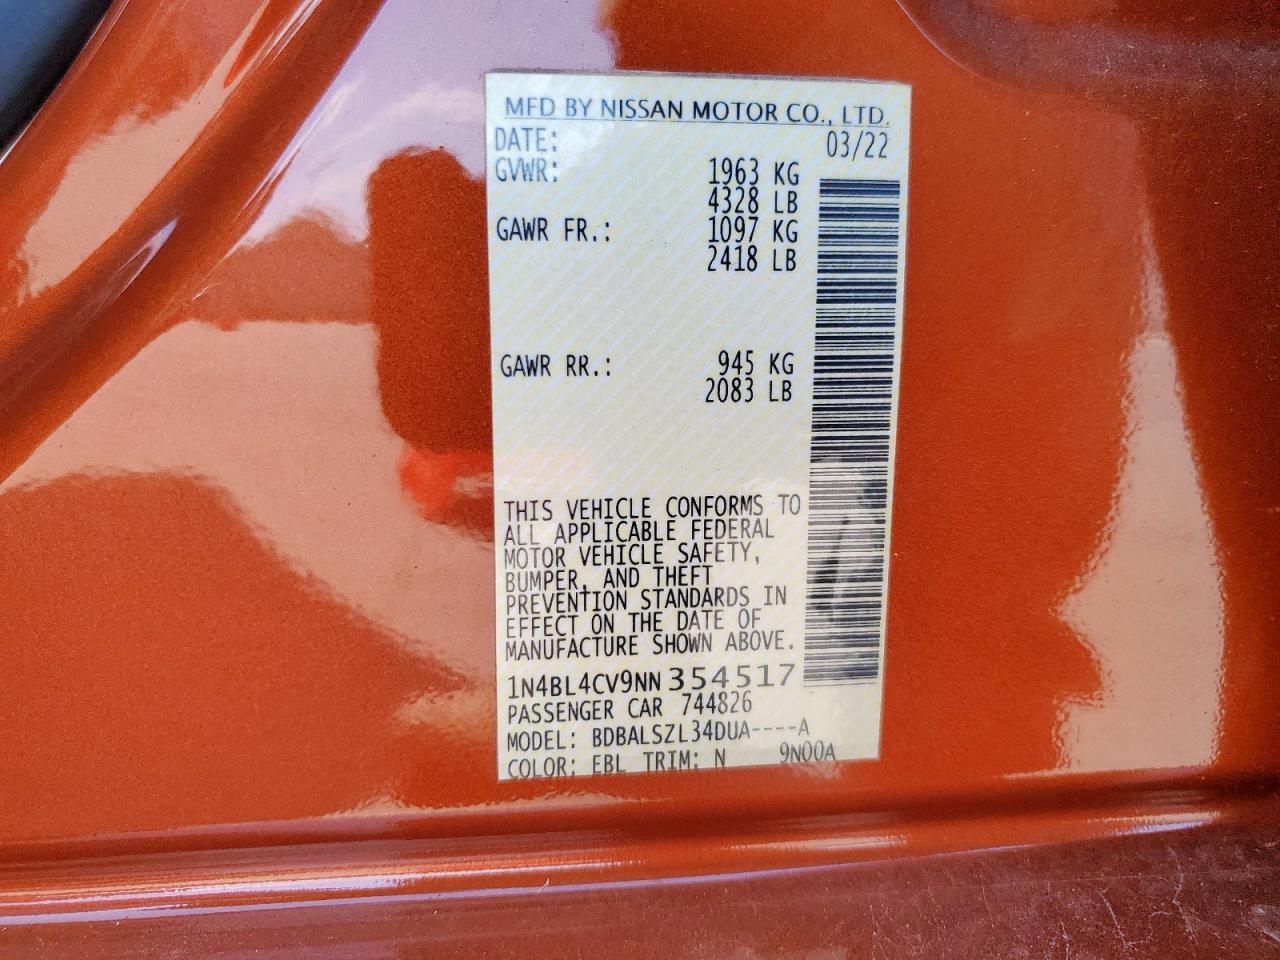 MFD BY NISSAN MOTOR CO., LTD.
DATE: 03/22
GVWR: 1963 KG
4328 LB
GAWR FR.: 1097 KG
2418 LB
GAWR RR.: 945 KG
2083 LB
THIS VEHICLE CONFORMS TO
ALL APPLICABLE FEDERAL
MOTOR VEHICLE SAFETY,
BUMPER, AND THEFT
PREVENTION STANDARDS IN
EFFECT ON THE DATE OF
MANUFACTURE SHOWN ABOVE.
1N4BL4CV9NN354517
PASSENGER CAR 744826
MODEL: BDBALSZL34DUA----A
COLOR: EBL TRIM: N 9N00A